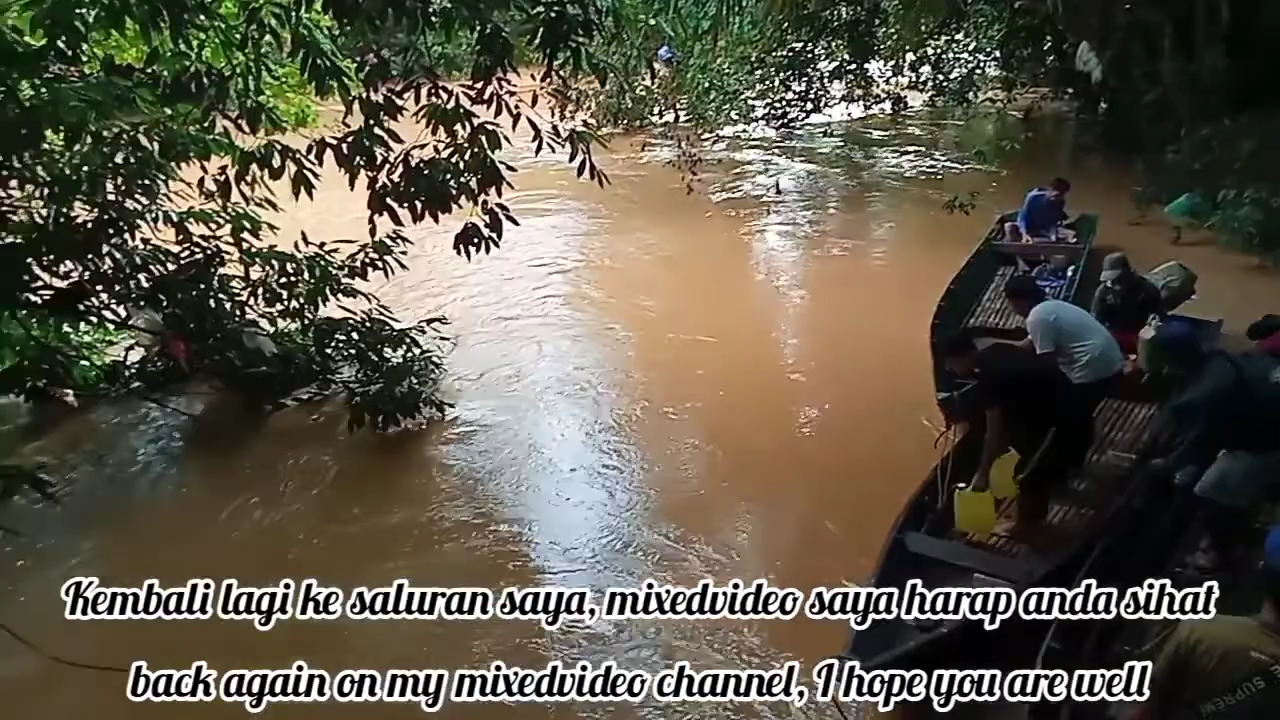 Kembali lagi ke saluran saya, mixedvideo saya harap anda sihat
back again on my mixedvideo channel, I hope you are well
SUPREME